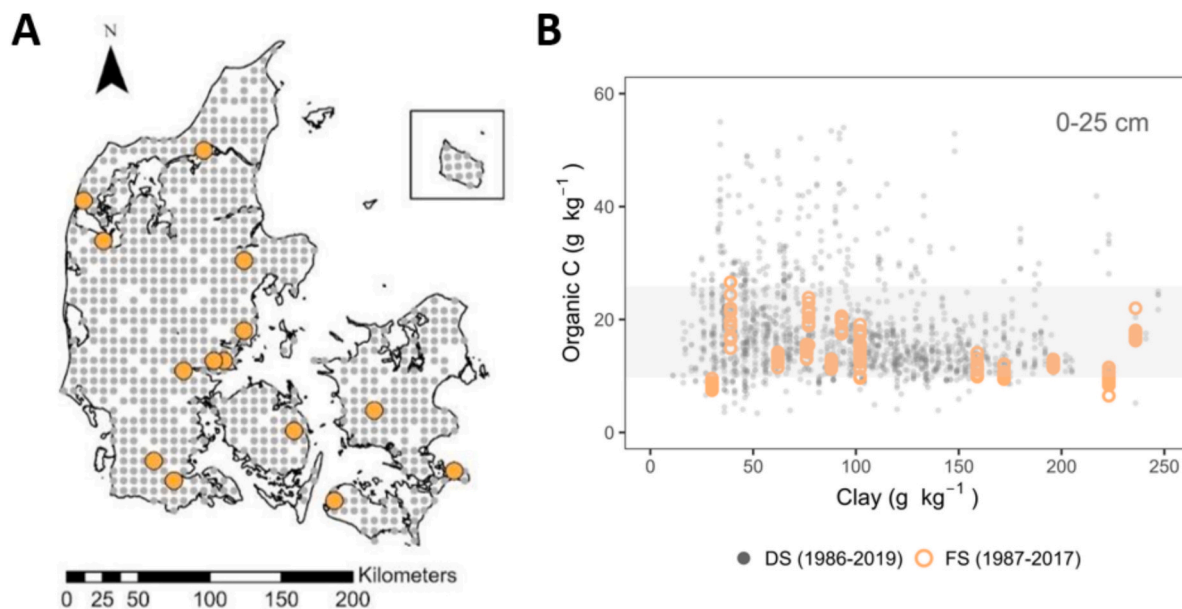 A
N
Kilometers
0 25 50 100 150 200
B
0-25 cm
60
40
20
0
Organic C (g kg⁻¹ )
0 50 100 150 200 250
Clay (g kg⁻¹)
DS (1986-2019) FS (1987-2017)